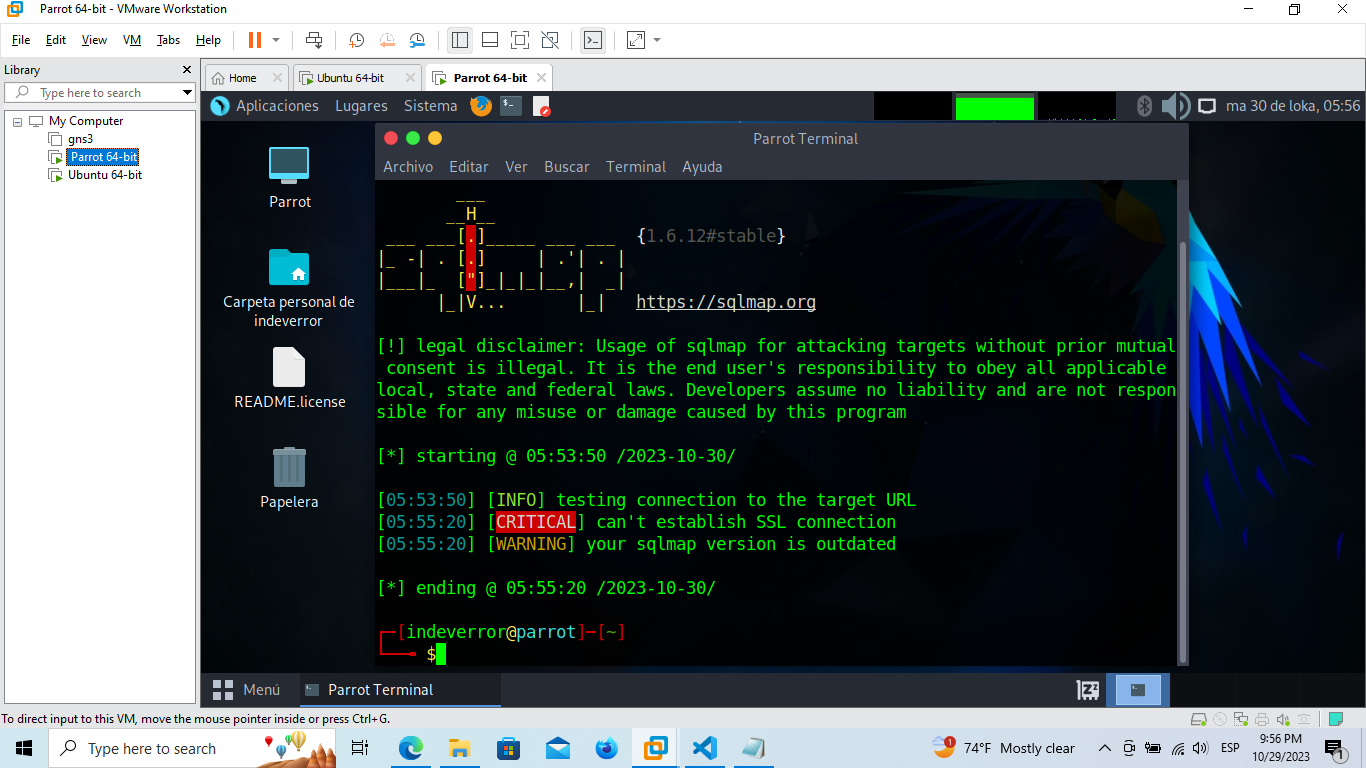 Parrot 64-bit - VMware Workstation
File Edit View VM Tabs Help
Library
Type here to search
My Computer
gns3
Parrot 64-bit
Ubuntu 64-bit
Home Ubuntu 64-bit Parrot 64-bit
Aplicaciones Lugares Sistema ma 30 de loka, 05:56
Parrot
Carpeta personal de
indeverror
README.license
Papelera
Parrot Terminal
Archivo Editar Ver Buscar Terminal Ayuda
        ___
       __H__
 ___ ___[.]_____ ___ ___  {1.6.12#stable}
|_ -| . [.]     | .'| . |
|___|_  ["]_|_|_|__,|  _|
      |_|V...       |_|   https://sqlmap.org
[!] legal disclaimer: Usage of sqlmap for attacking targets without prior mutual
 consent is illegal. It is the end user's responsibility to obey all applicable
local, state and federal laws. Developers assume no liability and are not respon
sible for any misuse or damage caused by this program
[*] starting @ 05:53:50 /2023-10-30/
[05:53:50] [INFO] testing connection to the target URL
[05:55:20] [CRITICAL] can't establish SSL connection
[05:55:20] [WARNING] your sqlmap version is outdated
[*] ending @ 05:55:20 /2023-10-30/
┌─[indeverror@parrot]─[~]
└──╼ $
Menú Parrot Terminal
To direct input to this VM, move the mouse pointer inside or press Ctrl+G.
Type here to search
1
74°F Mostly clear
ESP
9:56 PM
10/29/2023
1